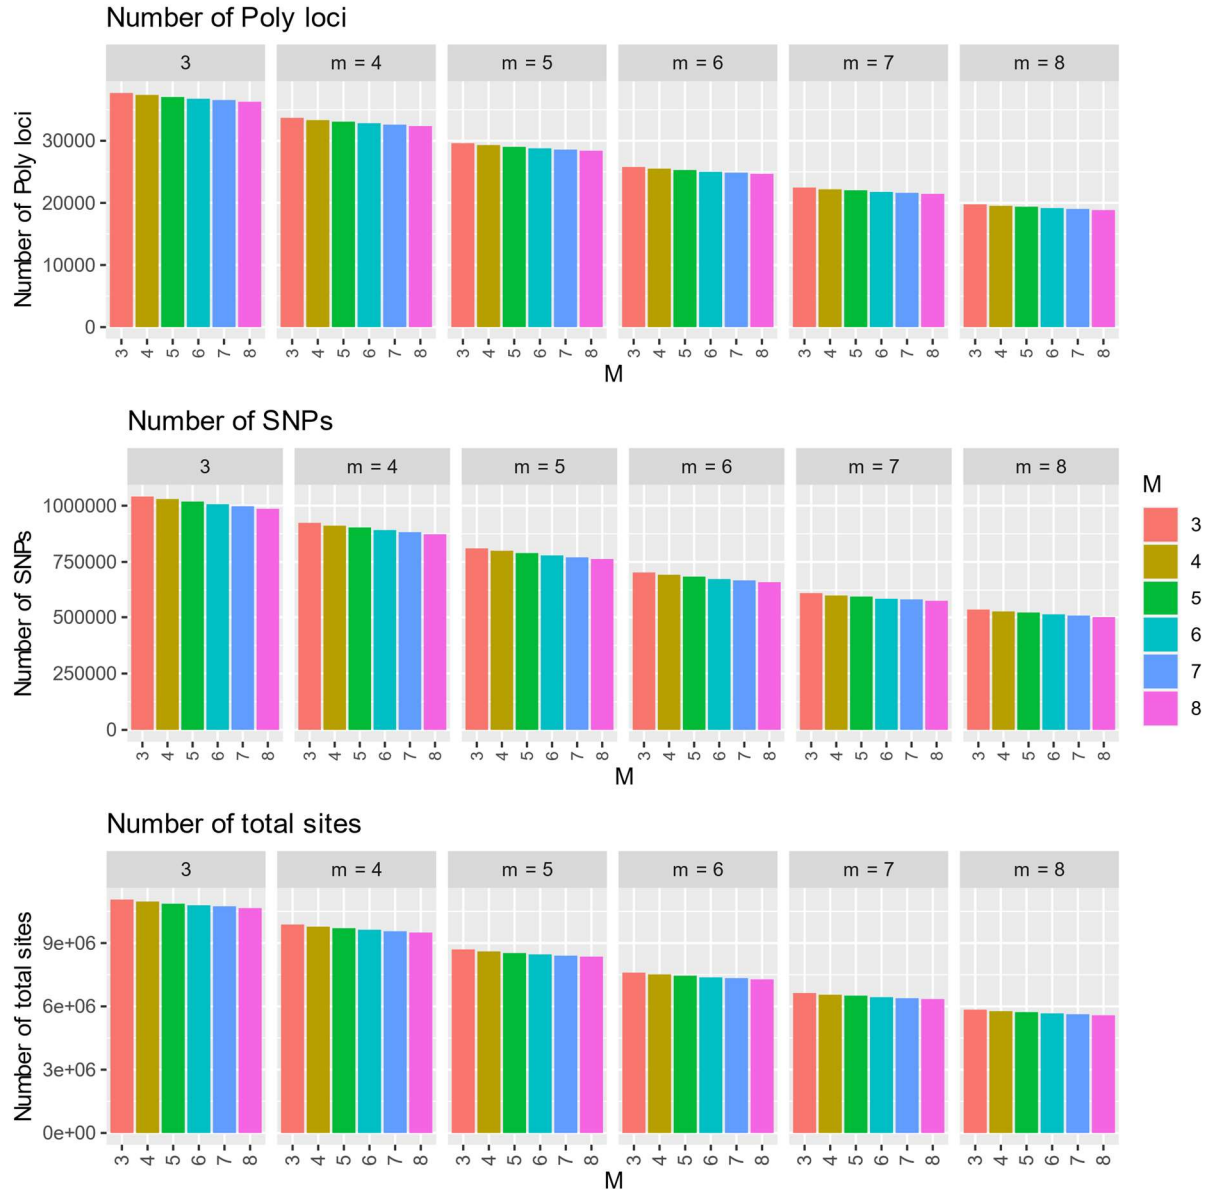 Number of Poly loci
3 m = 4 m = 5 m = 6 m = 7 m = 8
Number of Poly loci
30000
20000
10000
0
3 4 5 6 7 8 3 4 5 6 7 8 3 4 5 6 7 8 3 4 5 6 7 8 3 4 5 6 7 8 3 4 5 6 7 8
M
Number of SNPs
3 m = 4 m = 5 m = 6 m = 7 m = 8
Number of SNPs
1000000
750000
500000
250000
0
3 4 5 6 7 8 3 4 5 6 7 8 3 4 5 6 7 8 3 4 5 6 7 8 3 4 5 6 7 8 3 4 5 6 7 8
M
M
3
4
5
6
7
8
Number of total sites
3 m = 4 m = 5 m = 6 m = 7 m = 8
Number of total sites
9e+06
6e+06
3e+06
0e+00
3 4 5 6 7 8 3 4 5 6 7 8 3 4 5 6 7 8 3 4 5 6 7 8 3 4 5 6 7 8 3 4 5 6 7 8
M